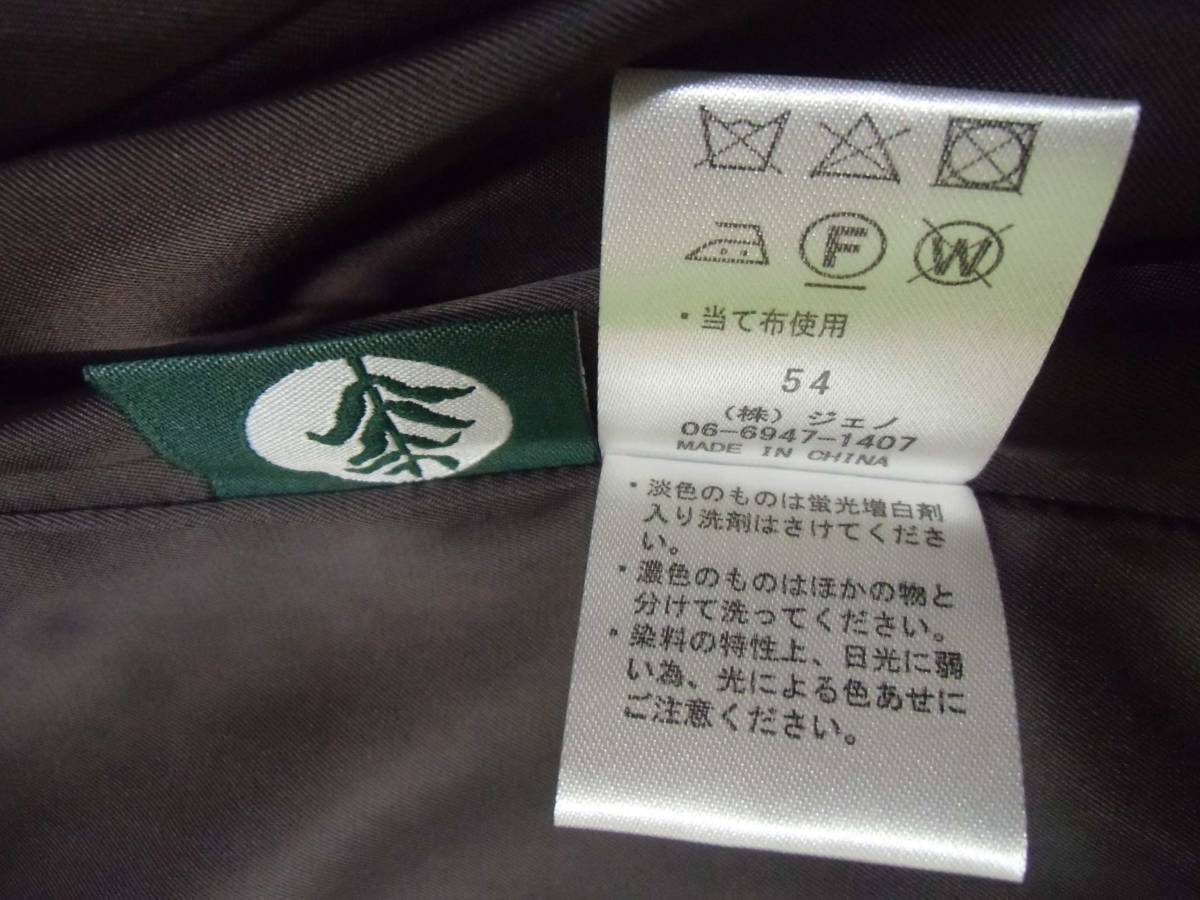 F W
・当て布使用
54
（株）ジェノ
06-6947-1407
MADE IN CHINA
・淡色のものは蛍光増白剤
入り洗剤はさけてくださ
い。
・濃色のものはほかの物と
分けて洗ってください。
・染料の特性上、日光に弱
い為、光による色あせに
ご注意ください。